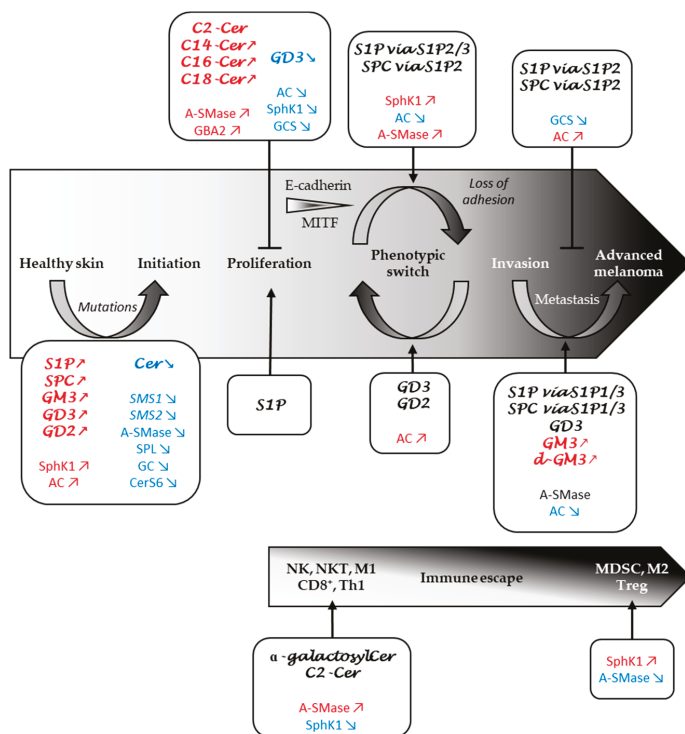 C2-Cer
C14-Cer↗
C16-Cer↗
C18-Cer↗
A-SMase ↗
GBA2 ↗
GD3↘
AC ↘
SphK1↘
GCS ↘
S1P via S1P2/3
SPC via S1P2
SphK1 ↗
AC ↘
A-SMase ↗
S1P via S1P2
SPC via S1P2
GCS ↘
AC ↗
E-cadherin
MITF
Loss of
adhesion
Healthy skin
Initiation
Proliferation
Phenotypic
switch
Invasion
Advanced
melanoma
Mutations
Metastasis
S1P↗
SPC↗
GM3↗
GD3↗
GD2↗
SphK1 ↗
AC ↗
Cer↘
SMS1 ↘
SMS2 ↘
A-SMase ↘
SPL ↘
GC ↘
CerS6 ↘
S1P
GD3
GD2
AC ↗
S1P via S1P1/3
SPC via S1P1/3
GD3
GM3↗
d-GM3↗
A-SMase
AC ↘
NK, NKT, M1
CD8⁺, Th1
Immune escape
MDSC, M2
Treg
α-galactosylCer
C2-Cer
A-SMase ↗
SphK1 ↘
SphK1 ↗
A-SMase ↘